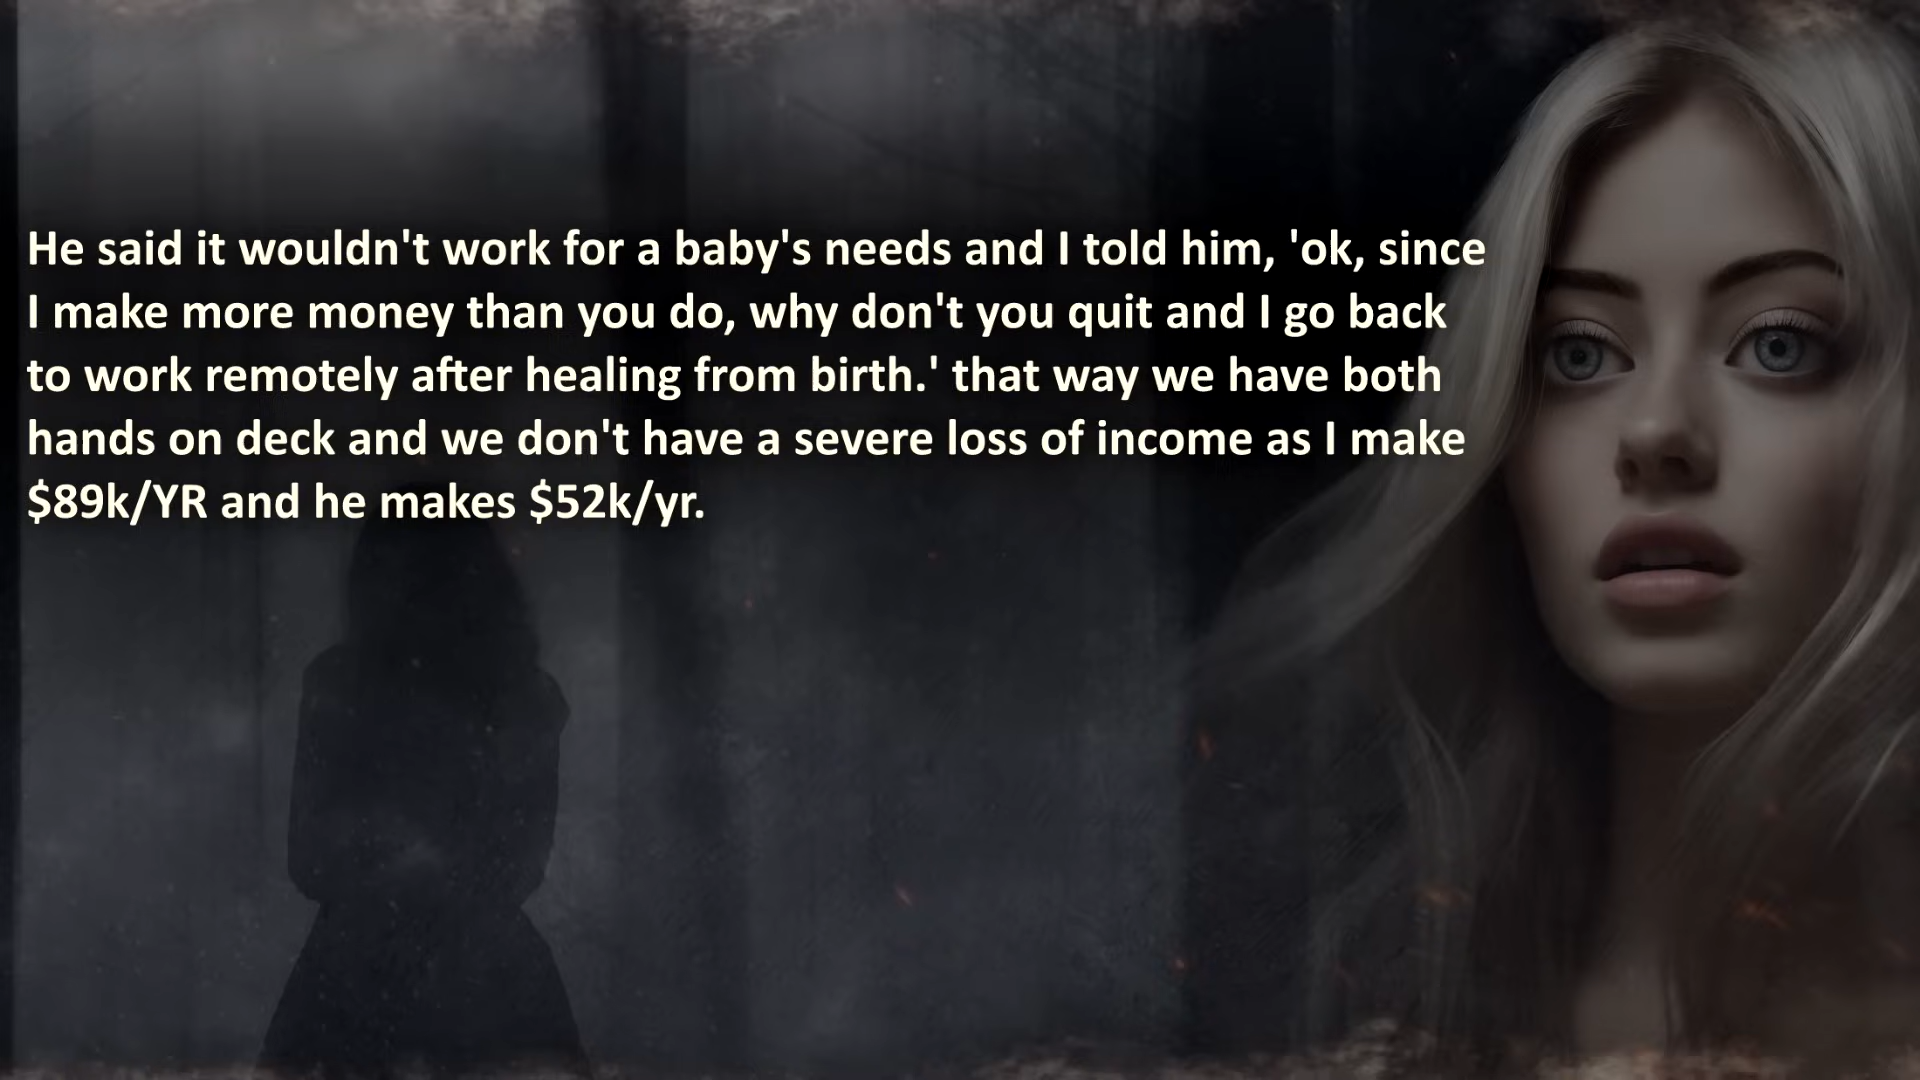 He said it wouldn't work for a baby's needs and I told him, 'ok, since
I make more money than you do, why don't you quit and I go back
to work remotely after healing from birth.' that way we have both
hands on deck and we don't have a severe loss of income as I make
$89k/YR and he makes $52k/yr.